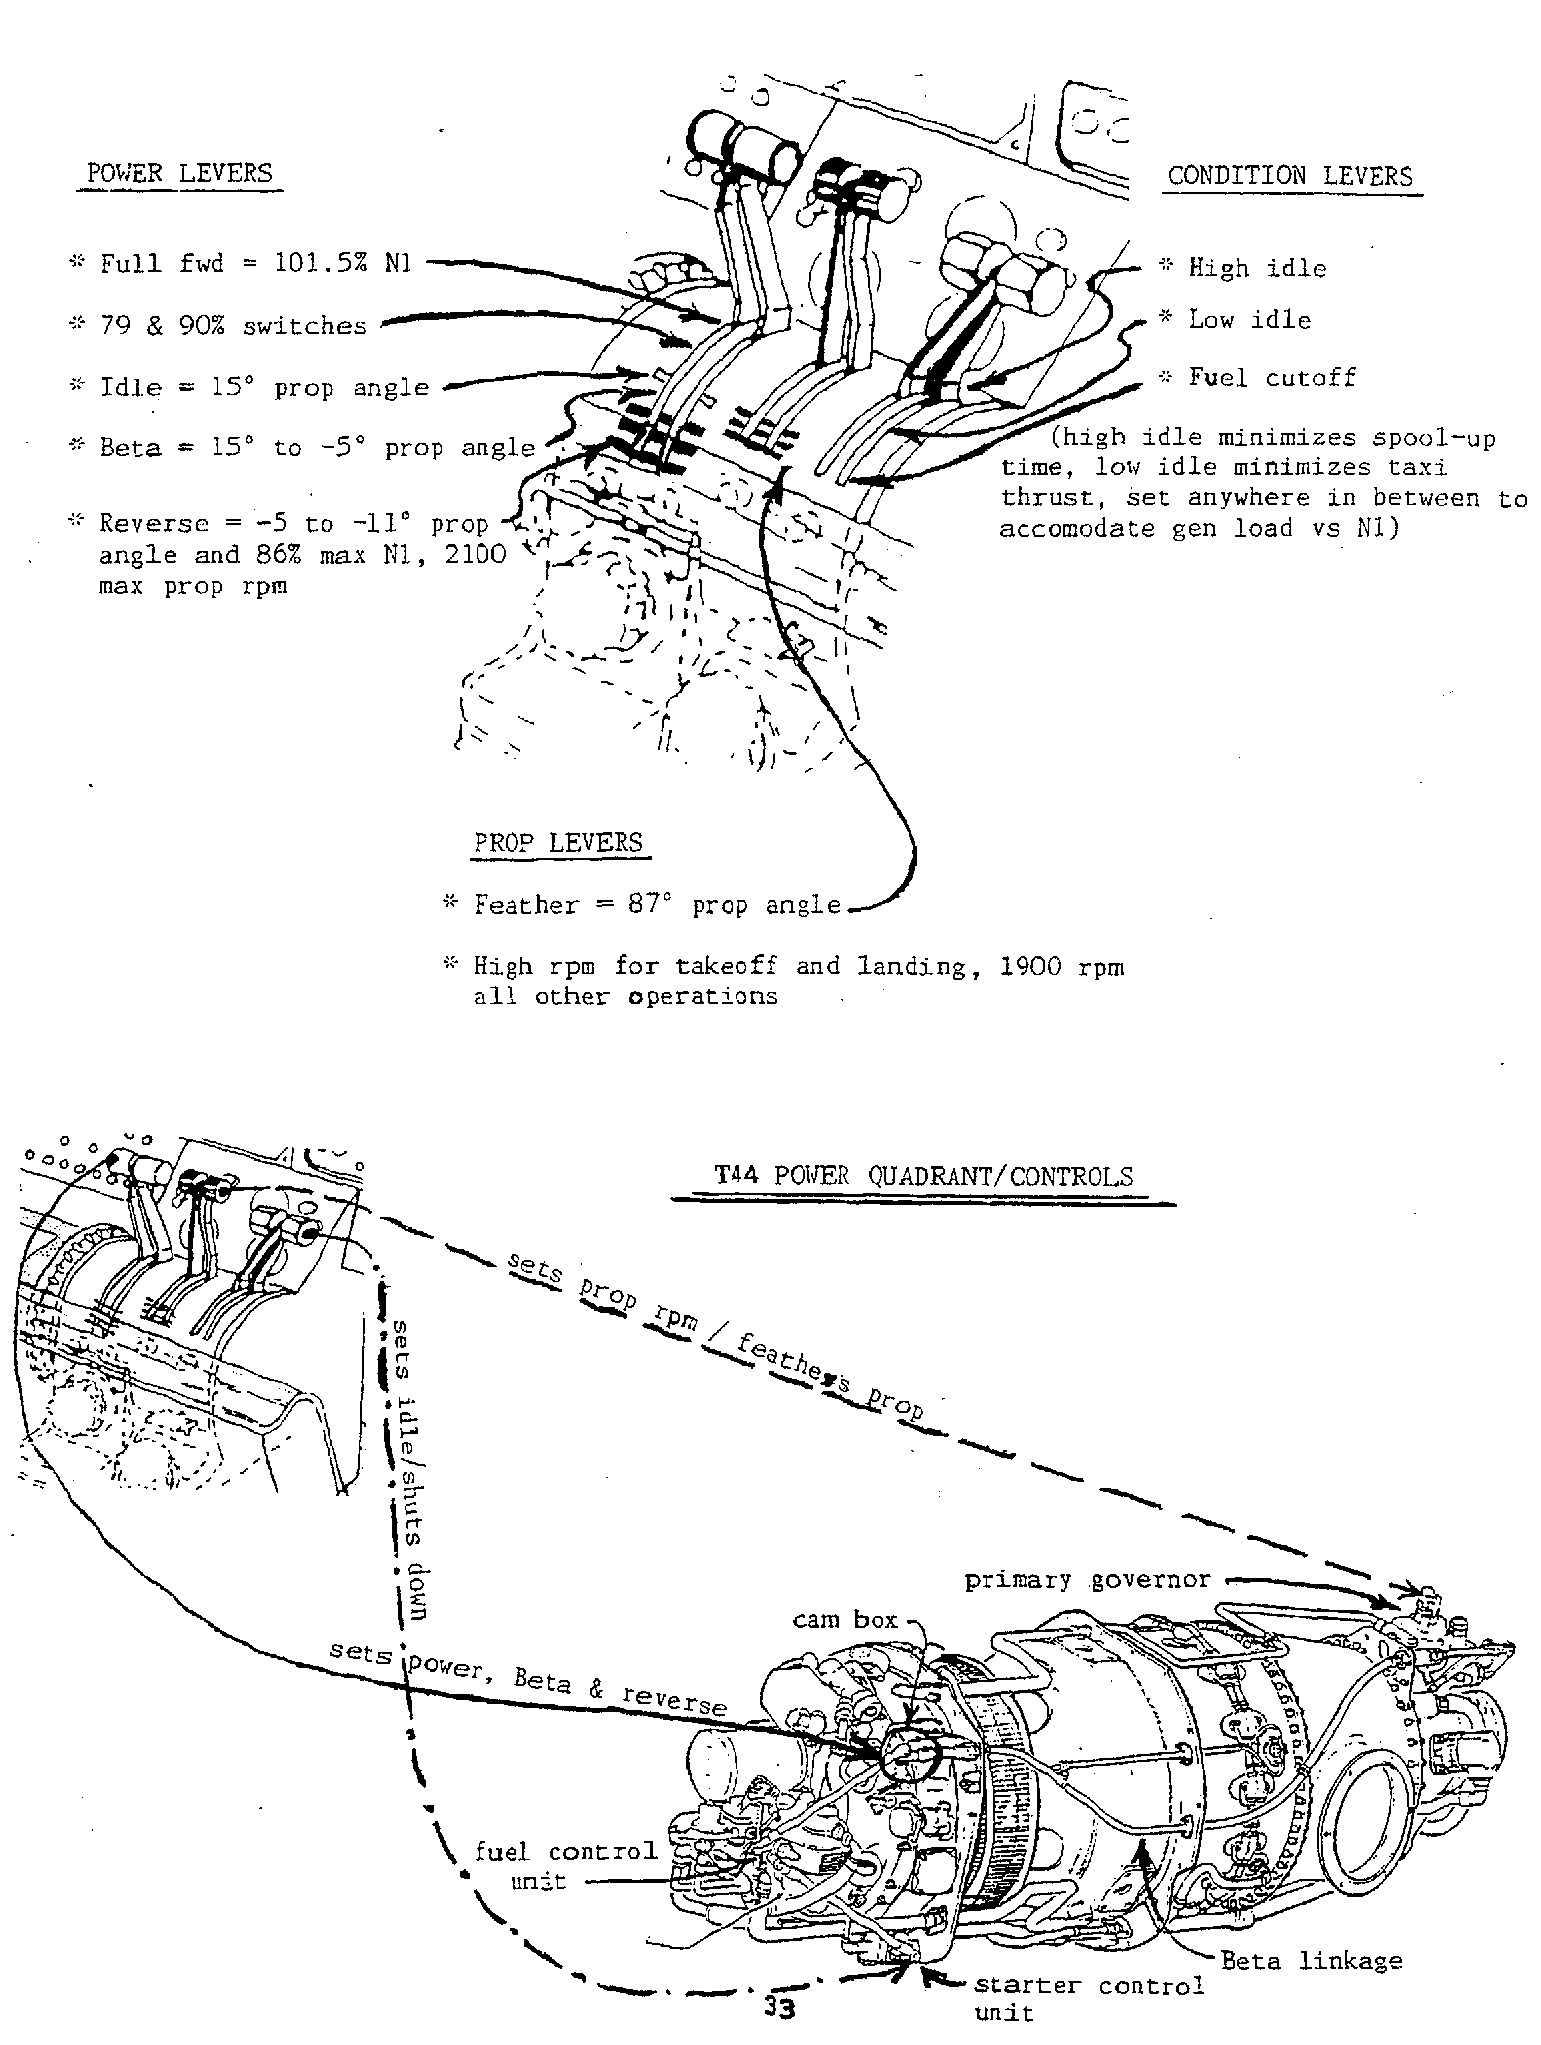 POWER LEVERS
* Full fwd = 101.5% N1
* 79 & 90% switches
* Idle = 15° prop angle
* Beta = 15° to -5° prop angle
* Reverse = -5 to -11° prop
angle and 86% max N1, 2100
max prop rpm
CONDITION LEVERS
* High idle
* Low idle
* Fuel cutoff
(high idle minimizes spool-up
time, low idle minimizes taxi
thrust, set anywhere in between to
accomodate gen load vs N1)
PROP LEVERS
* Feather = 87° prop angle
* High rpm for takeoff and landing, 1900 rpm
all other operations
T44 POWER QUADRANT/CONTROLS
sets prop rpm / feathers prop
sets idle/shuts down
sets power, Beta & reverse
primary governor
cam box
fuel control
unit
Beta linkage
starter control
unit
33